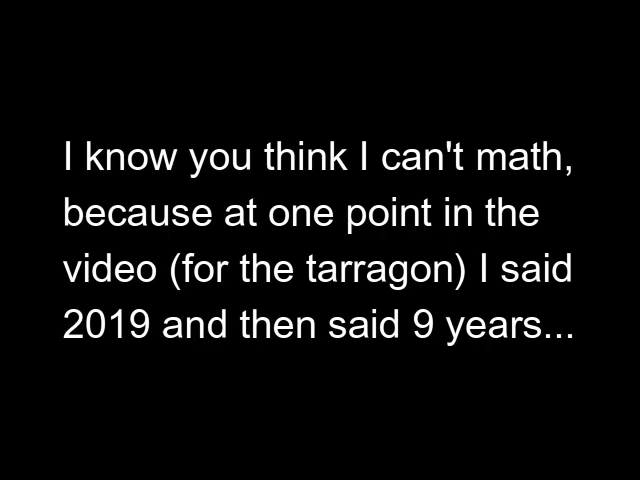 I know you think I can't math,
because at one point in the
video (for the tarragon) I said
2019 and then said 9 years...